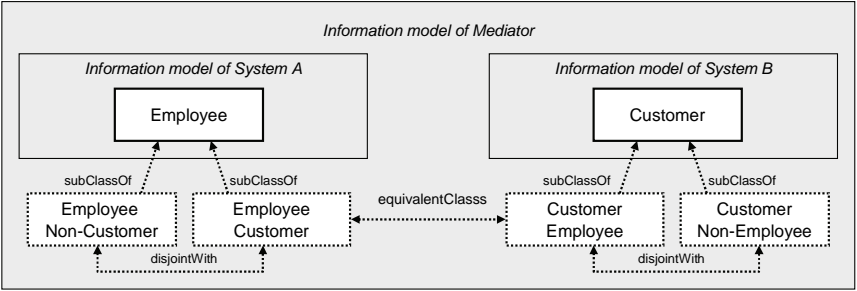 Information model of Mediator
Information model of System A
Information model of System B
Employee
Customer
subClassOf
subClassOf
subClassOf
subClassOf
equivalentClasss
Employee
Non-Customer
Employee
Customer
Customer
Employee
Customer
Non-Employee
disjointWith
disjointWith